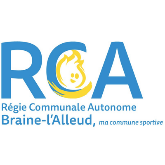 RCA
Régie Communale Autonome
Braine-l'Alleud, ma commune sportive